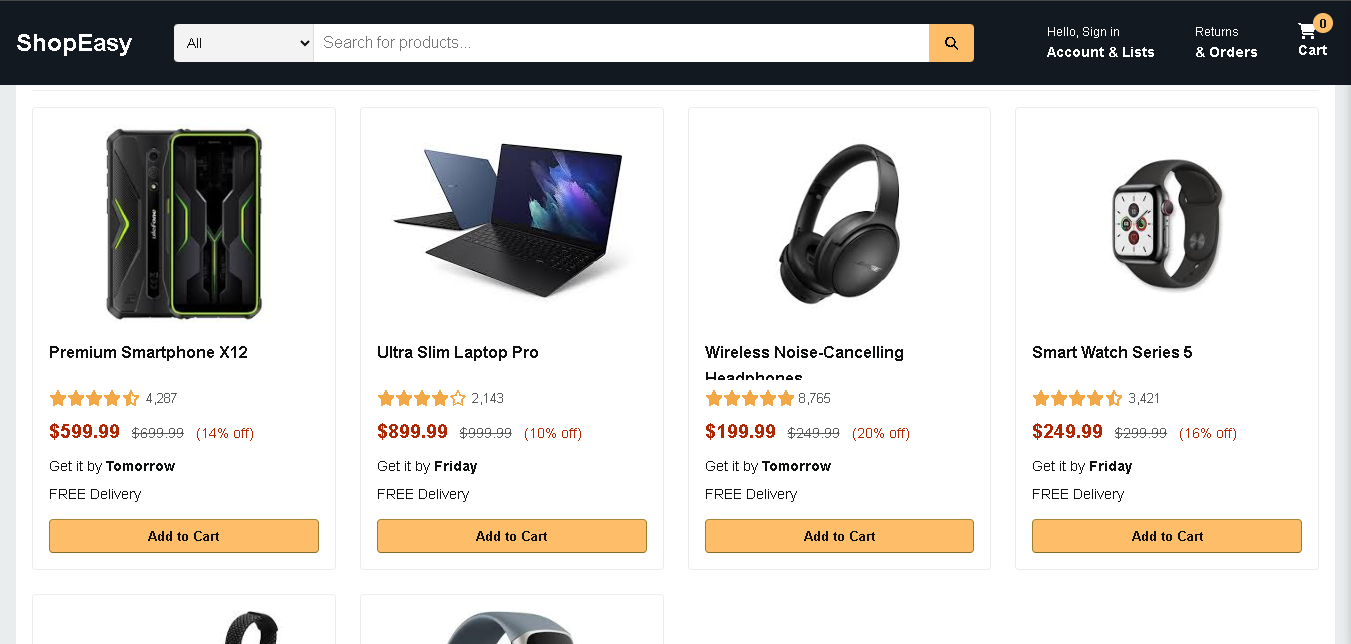 ShopEasy
All
Search for products...
Hello, Sign in
Account & Lists
Returns
& Orders
0
Cart
Premium Smartphone X12
4,287
$599.99 $699.99 (14% off)
Get it by Tomorrow
FREE Delivery
Add to Cart
Ultra Slim Laptop Pro
2,143
$899.99 $999.99 (10% off)
Get it by Friday
FREE Delivery
Add to Cart
Wireless Noise-Cancelling
Headphones
8,765
$199.99 $249.99 (20% off)
Get it by Tomorrow
FREE Delivery
Add to Cart
Smart Watch Series 5
3,421
$249.99 $299.99 (16% off)
Get it by Friday
FREE Delivery
Add to Cart